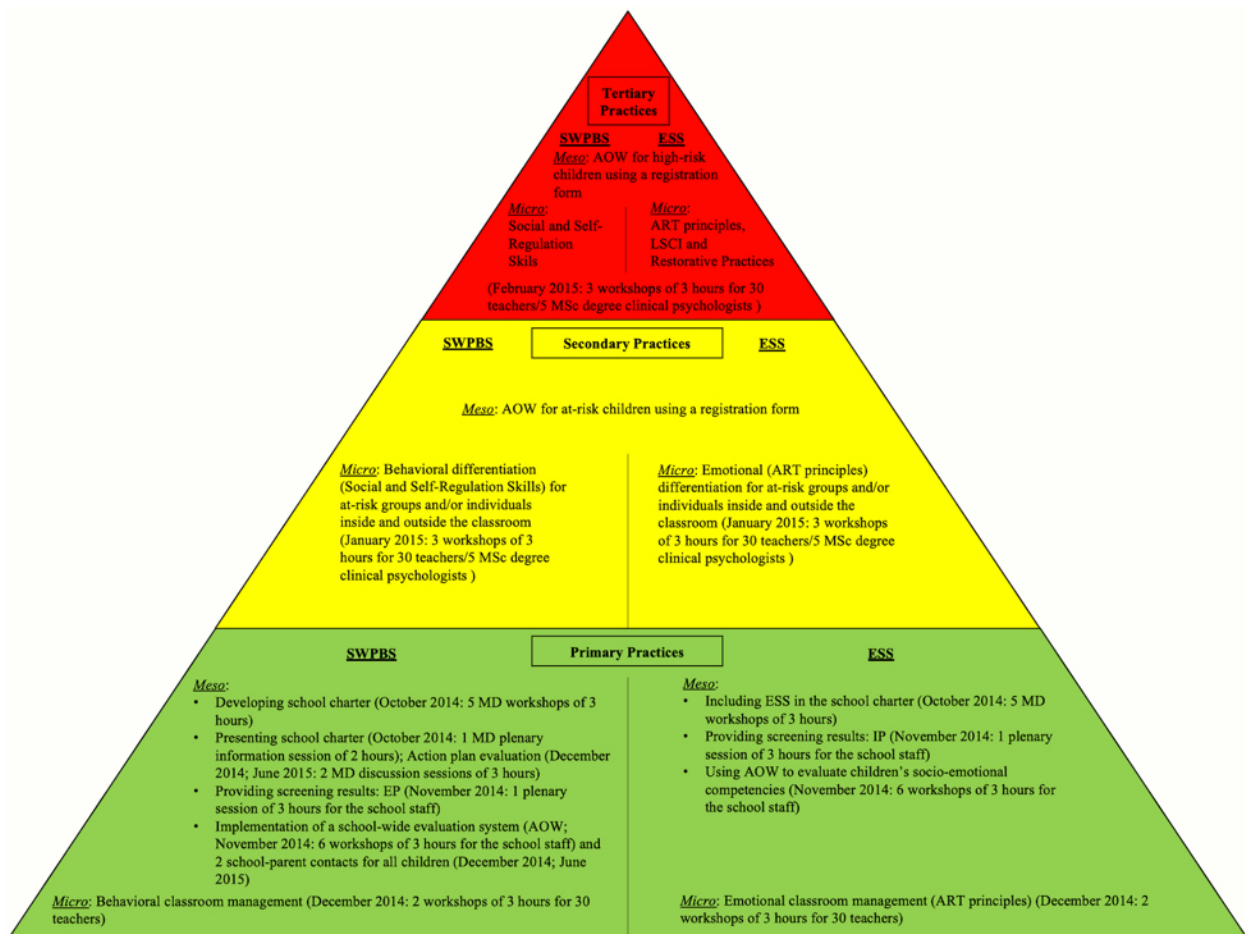 Tertiary
Practices
SWPBS ESS
Meso: AOW for high-risk
children using a registration
form
Micro:
Social and Self-
Regulation
Skils
Micro:
ART principles,
LSCI and
Restorative Practices
(February 2015: 3 workshops of 3 hours for 30
teachers/5 MSc degree clinical psychologists )
SWPBS Secondary Practices ESS
Meso: AOW for at-risk children using a registration form
Micro: Behavioral differentiation
(Social and Self-Regulation Skills) for
at-risk groups and/or individuals
inside and outside the classroom
(January 2015: 3 workshops of 3
hours for 30 teachers/5 MSc degree
clinical psychologists )
Micro: Emotional (ART principles)
differentiation for at-risk groups and/or
individuals inside and outside the
classroom (January 2015: 3 workshops
of 3 hours for 30 teachers/5 MSc degree
clinical psychologists )
SWPBS Primary Practices ESS
Meso:
• Developing school charter (October 2014: 5 MD workshops of 3
hours)
• Presenting school charter (October 2014: 1 MD plenary
information session of 2 hours); Action plan evaluation (December
2014; June 2015: 2 MD discussion sessions of 3 hours)
• Providing screening results: EP (November 2014: 1 plenary
session of 3 hours for the school staff)
• Implementation of a school-wide evaluation system (AOW;
November 2014: 6 workshops of 3 hours for the school staff) and
2 school-parent contacts for all children (December 2014; June
2015)
Micro: Behavioral classroom management (December 2014: 2 workshops of 3 hours for 30
teachers)
Meso:
• Including ESS in the school charter (October 2014: 5 MD
workshops of 3 hours)
• Providing screening results: IP (November 2014: 1 plenary
session of 3 hours for the school staff)
• Using AOW to evaluate children's socio-emotional
competencies (November 2014: 6 workshops of 3 hours for
the school staff)
Micro: Emotional classroom management (ART principles) (December 2014: 2
workshops of 3 hours for 30 teachers)